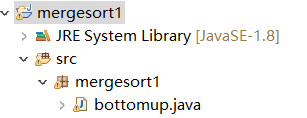 mergesort1
JRE System Library [JavaSE-1.8]
src
mergesort1
bottomup.java